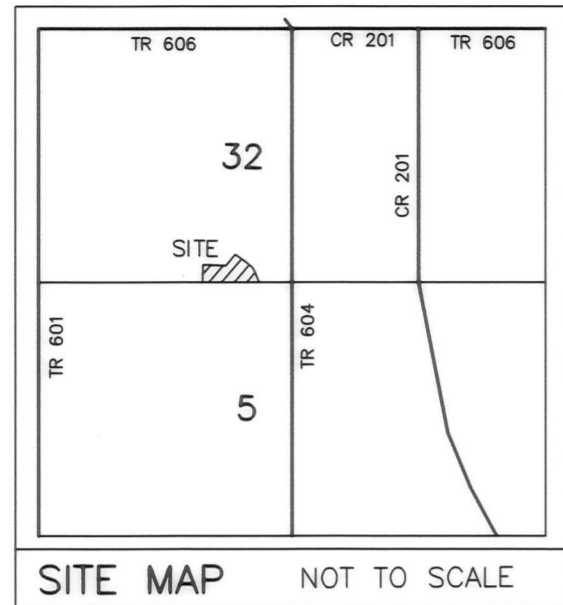 TR 606
CR 201
TR 606
32
CR 201
SITE
TR 601
TR 604
5
SITE MAP
NOT TO SCALE